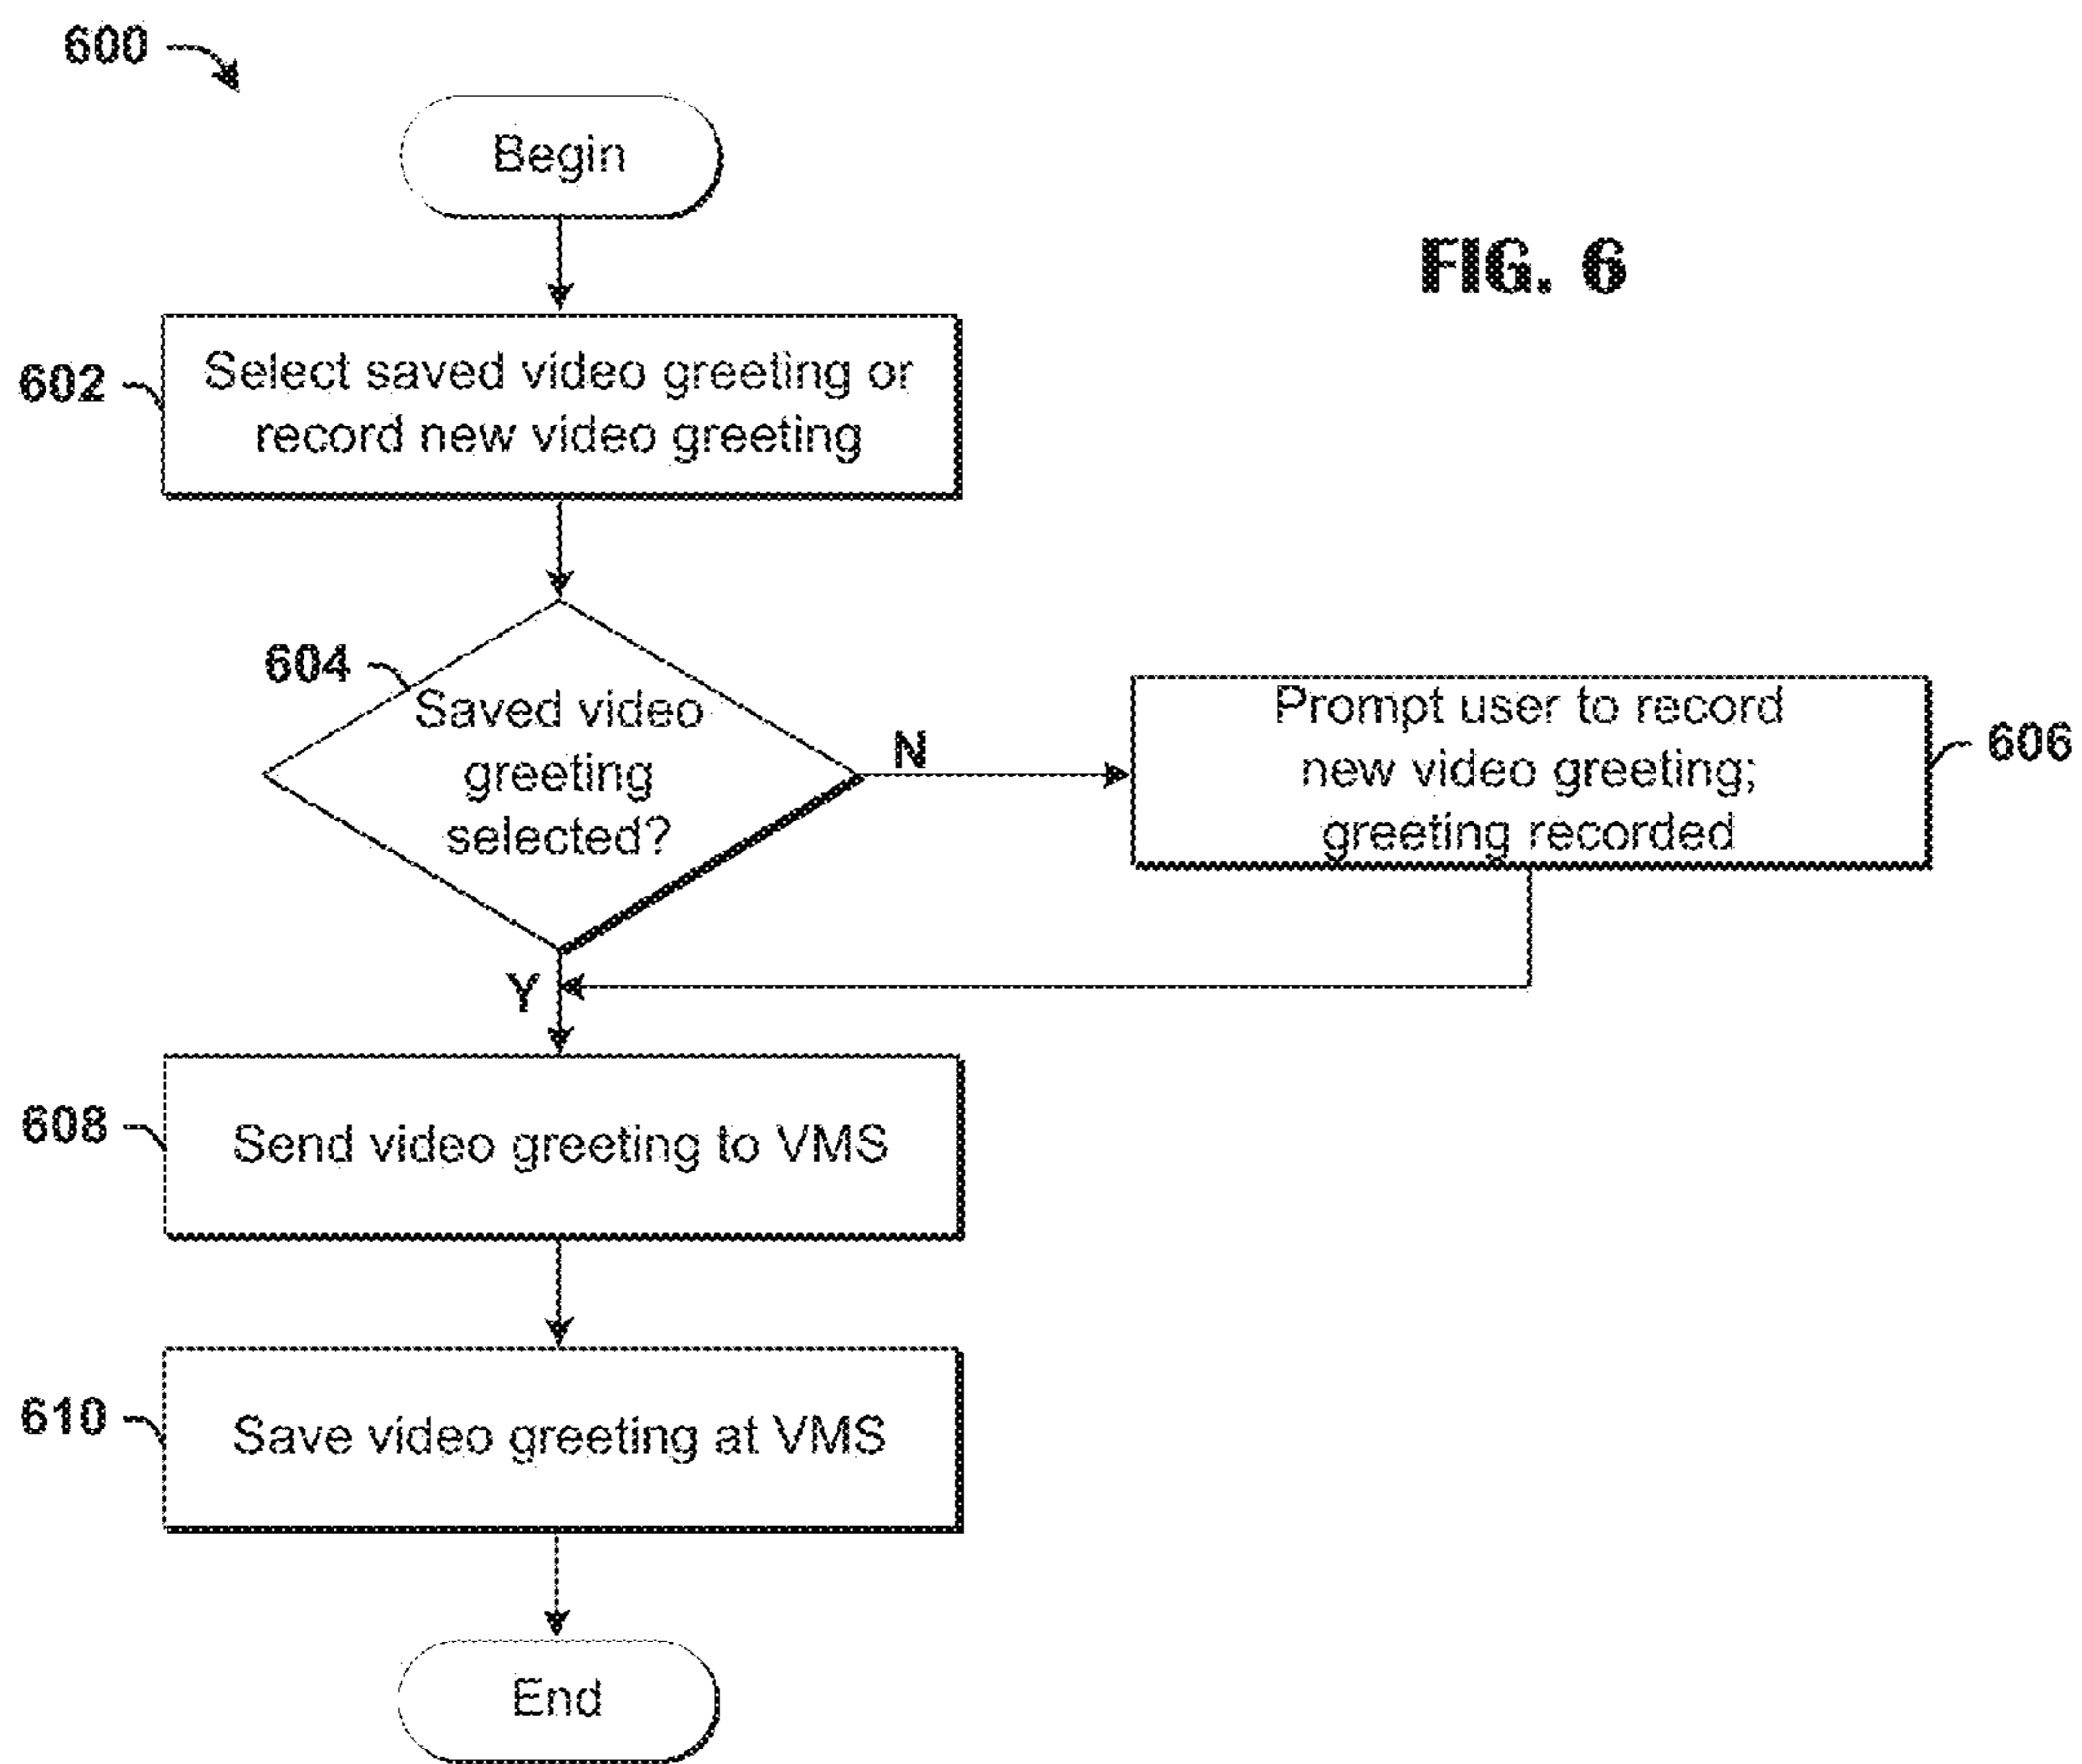 600
Begin
FIG. 6
602
Select saved video greeting or
record new video greeting
604
Saved video
greeting
selected?
N
Prompt user to record
new video greeting;
greeting recorded
606
Y
608
Send video greeting to VMS
610
Save video greeting at VMS
End